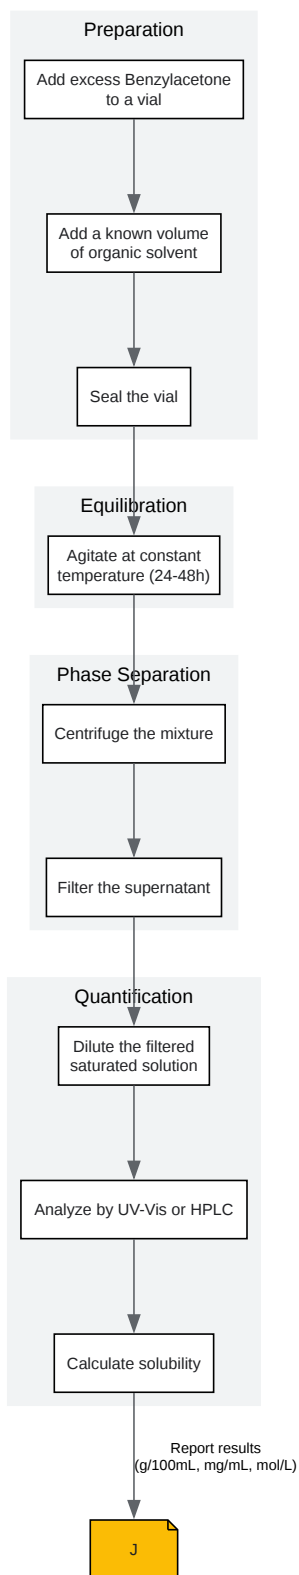 Preparation
Add excess Benzylacetone
to a vial
Add a known volume
of organic solvent
Seal the vial
Equilibration
Agitate at constant
temperature (24-48h)
Phase Separation
Centrifuge the mixture
Filter the supernatant
Quantification
Dilute the filtered
saturated solution
Analyze by UV-Vis or HPLC
Calculate solubility
Report results
(g/100mL, mg/mL, mol/L)
J